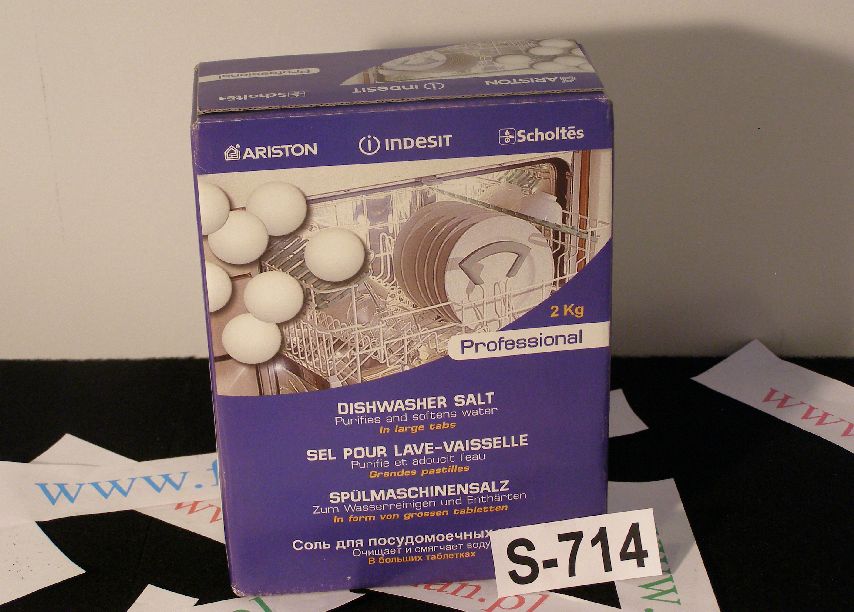 Professional
INDESIT
ARISTON
Scholtès
ARISTON
INDESIT
Scholtès
2 Kg
Professional
DISHWASHER SALT
Purifies and softens water
In large tabs
SEL POUR LAVE-VAISSELLE
Purifie et adoucit l'eau
Grandes pastilles
SPÜLMASCHINENSALZ
Zum Wasserreinigen und Enthärten
In form von grossen tabletten
Соль для посудомоечных
Очищает и смягчает воду
В больших таблетках
S-714
www.
www.
.pl